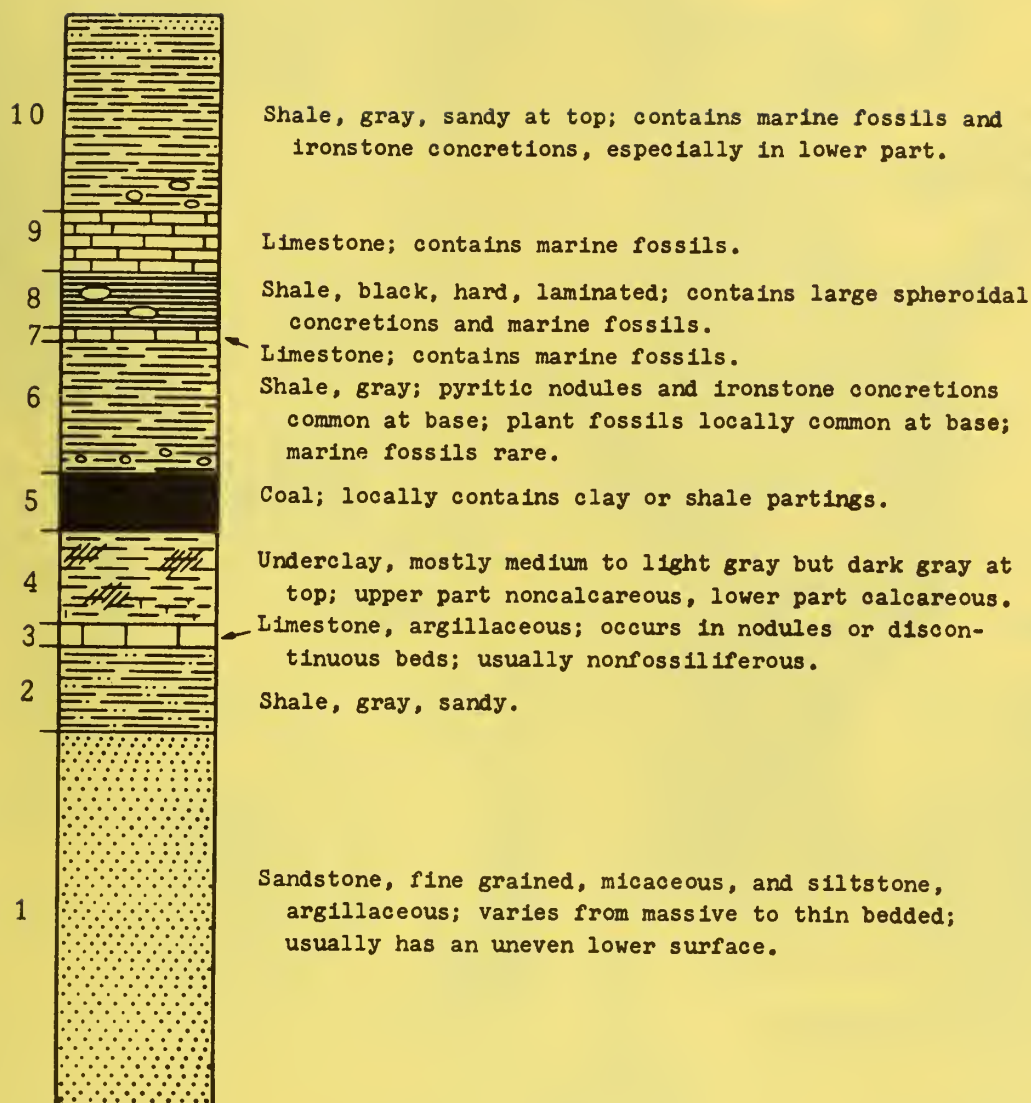 10
Shale, gray, sandy at top; contains marine fossils and
ironstone concretions, especially in lower part.
9
Limestone; contains marine fossils.
8
Shale, black, hard, laminated; contains large spheroidal
concretions and marine fossils.
7
Limestone; contains marine fossils.
6
Shale, gray; pyritic nodules and ironstone concretions
common at base; plant fossils locally common at base;
marine fossils rare.
5
Coal; locally contains clay or shale partings.
4
Underclay, mostly medium to light gray but dark gray at
top; upper part noncalcareous, lower part calcareous.
3
Limestone, argillaceous; occurs in nodules or discon-
tinuous beds; usually nonfossiliferous.
2
Shale, gray, sandy.
1
Sandstone, fine grained, micaceous, and siltstone,
argillaceous; varies from massive to thin bedded;
usually has an uneven lower surface.